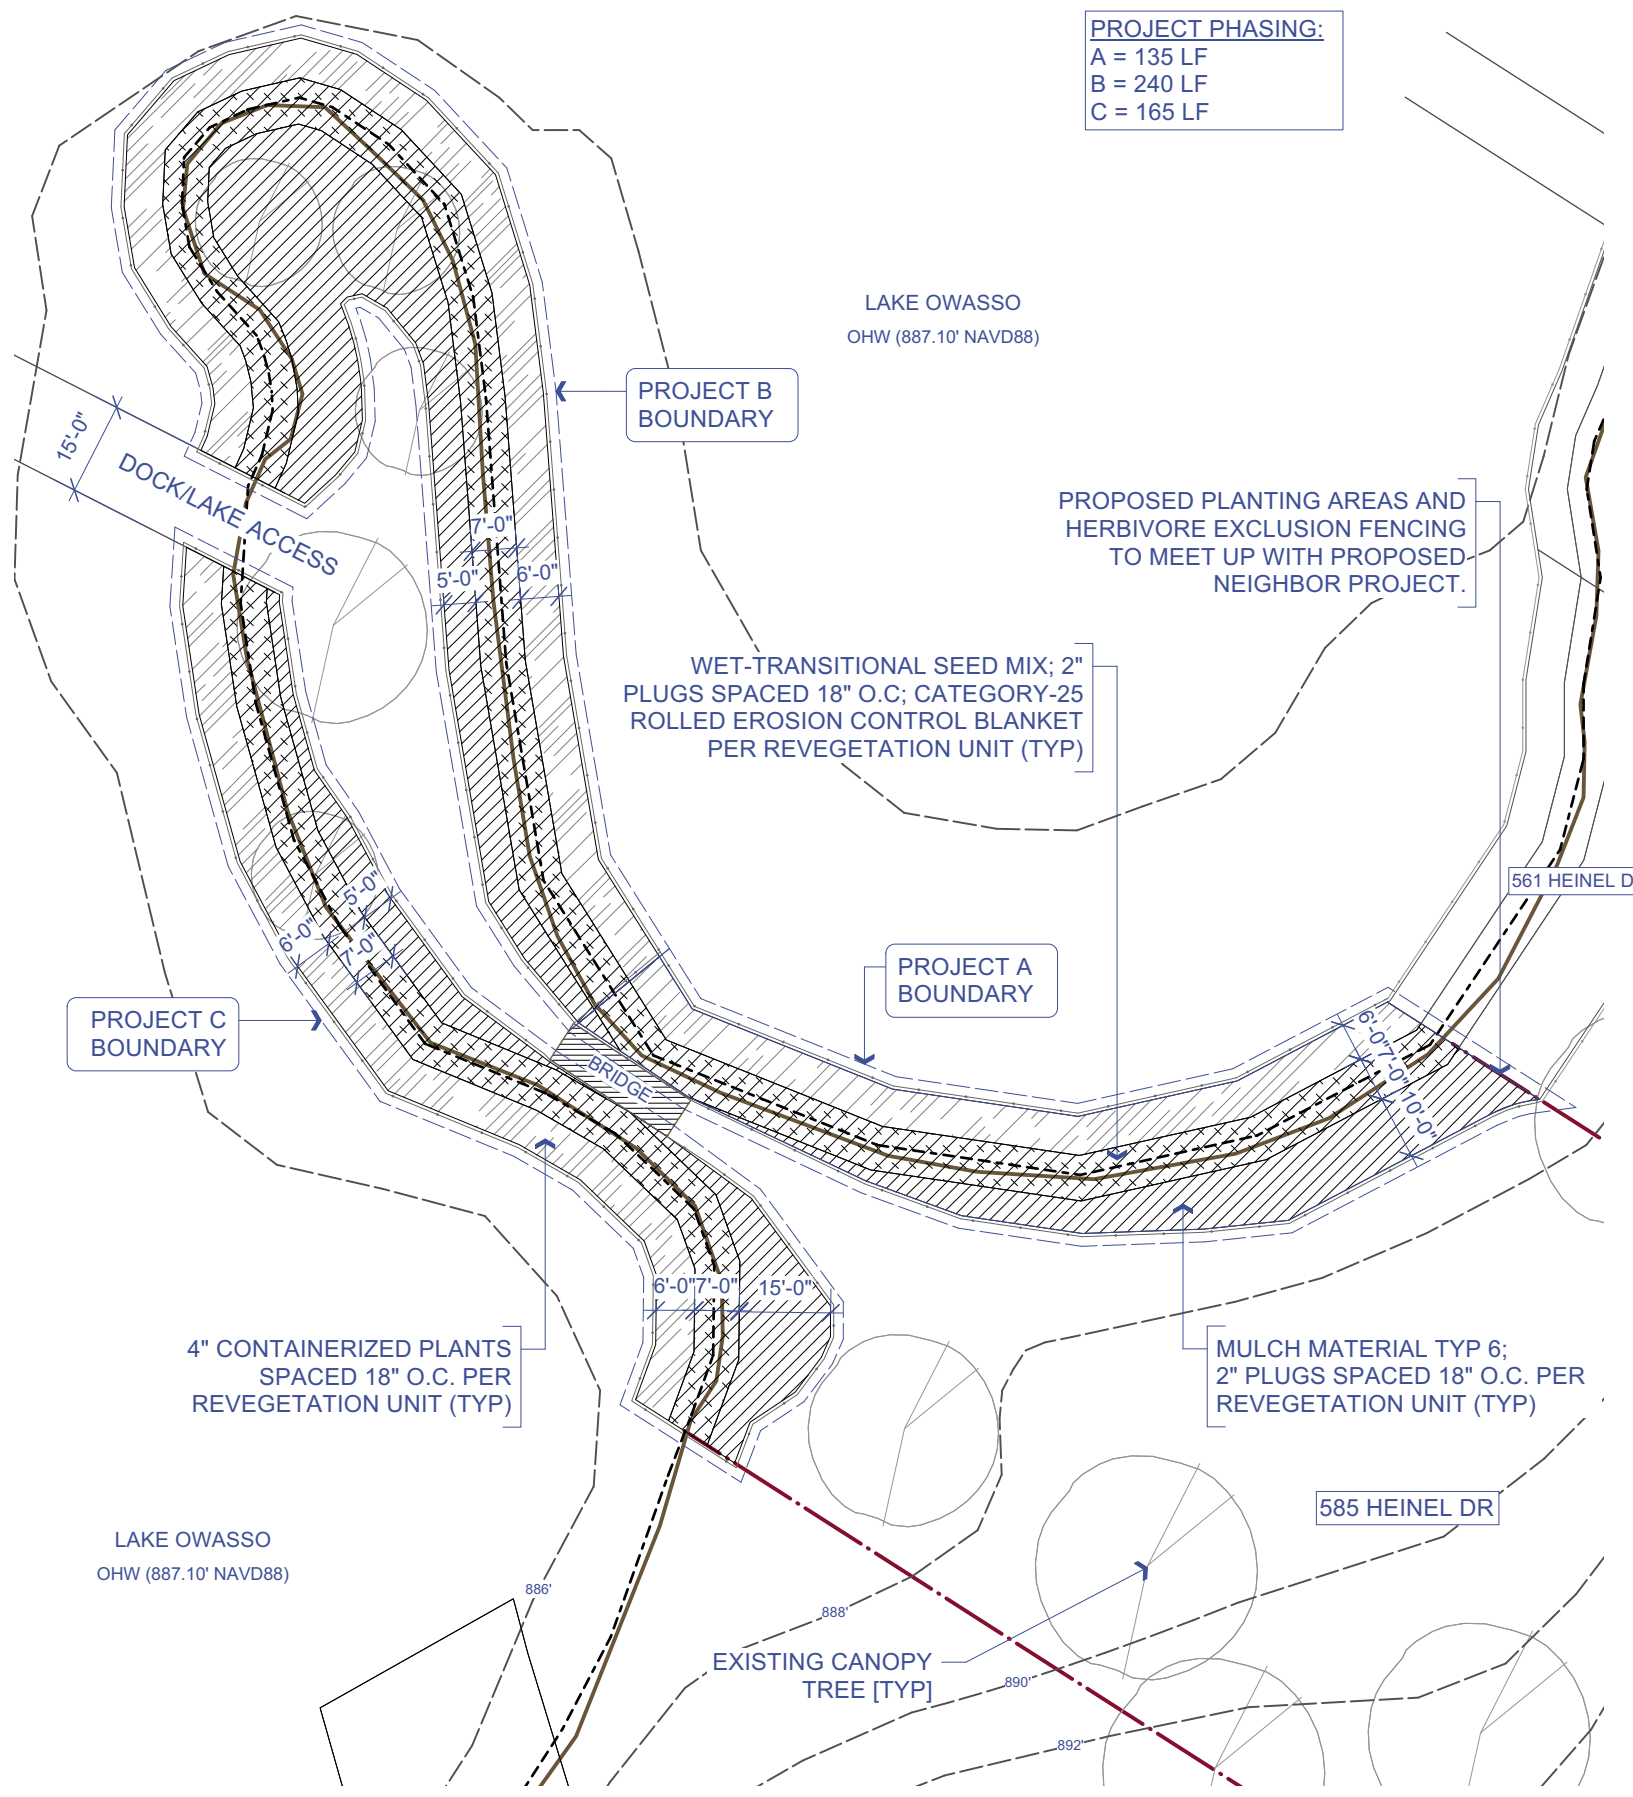 PROJECT PHASING:
A = 135 LF
B = 240 LF
C = 165 LF
LAKE OWASSO
OHW (887.10' NAVD88)
PROJECT B
BOUNDARY
15'-0"
DOCK/LAKE ACCESS
PROPOSED PLANTING AREAS AND
HERBIVORE EXCLUSION FENCING
TO MEET UP WITH PROPOSED
NEIGHBOR PROJECT.
7'-0"
5'-0"
6'-0"
WET-TRANSITIONAL SEED MIX; 2"
PLUGS SPACED 18" O.C; CATEGORY-25
ROLLED EROSION CONTROL BLANKET
PER REVEGETATION UNIT (TYP)
561 HEINEL D
5'-0"
6'-0"
7'-0"
PROJECT A
BOUNDARY
PROJECT C
BOUNDARY
BRIDGE
6'-0"
7'-0"
10'-0"
6'-0"
7'-0"
15'-0"
4" CONTAINERIZED PLANTS
SPACED 18" O.C. PER
REVEGETATION UNIT (TYP)
MULCH MATERIAL TYP 6;
2" PLUGS SPACED 18" O.C. PER
REVEGETATION UNIT (TYP)
585 HEINEL DR
LAKE OWASSO
OHW (887.10' NAVD88)
886'
888'
EXISTING CANOPY
TREE [TYP]
890'
892'